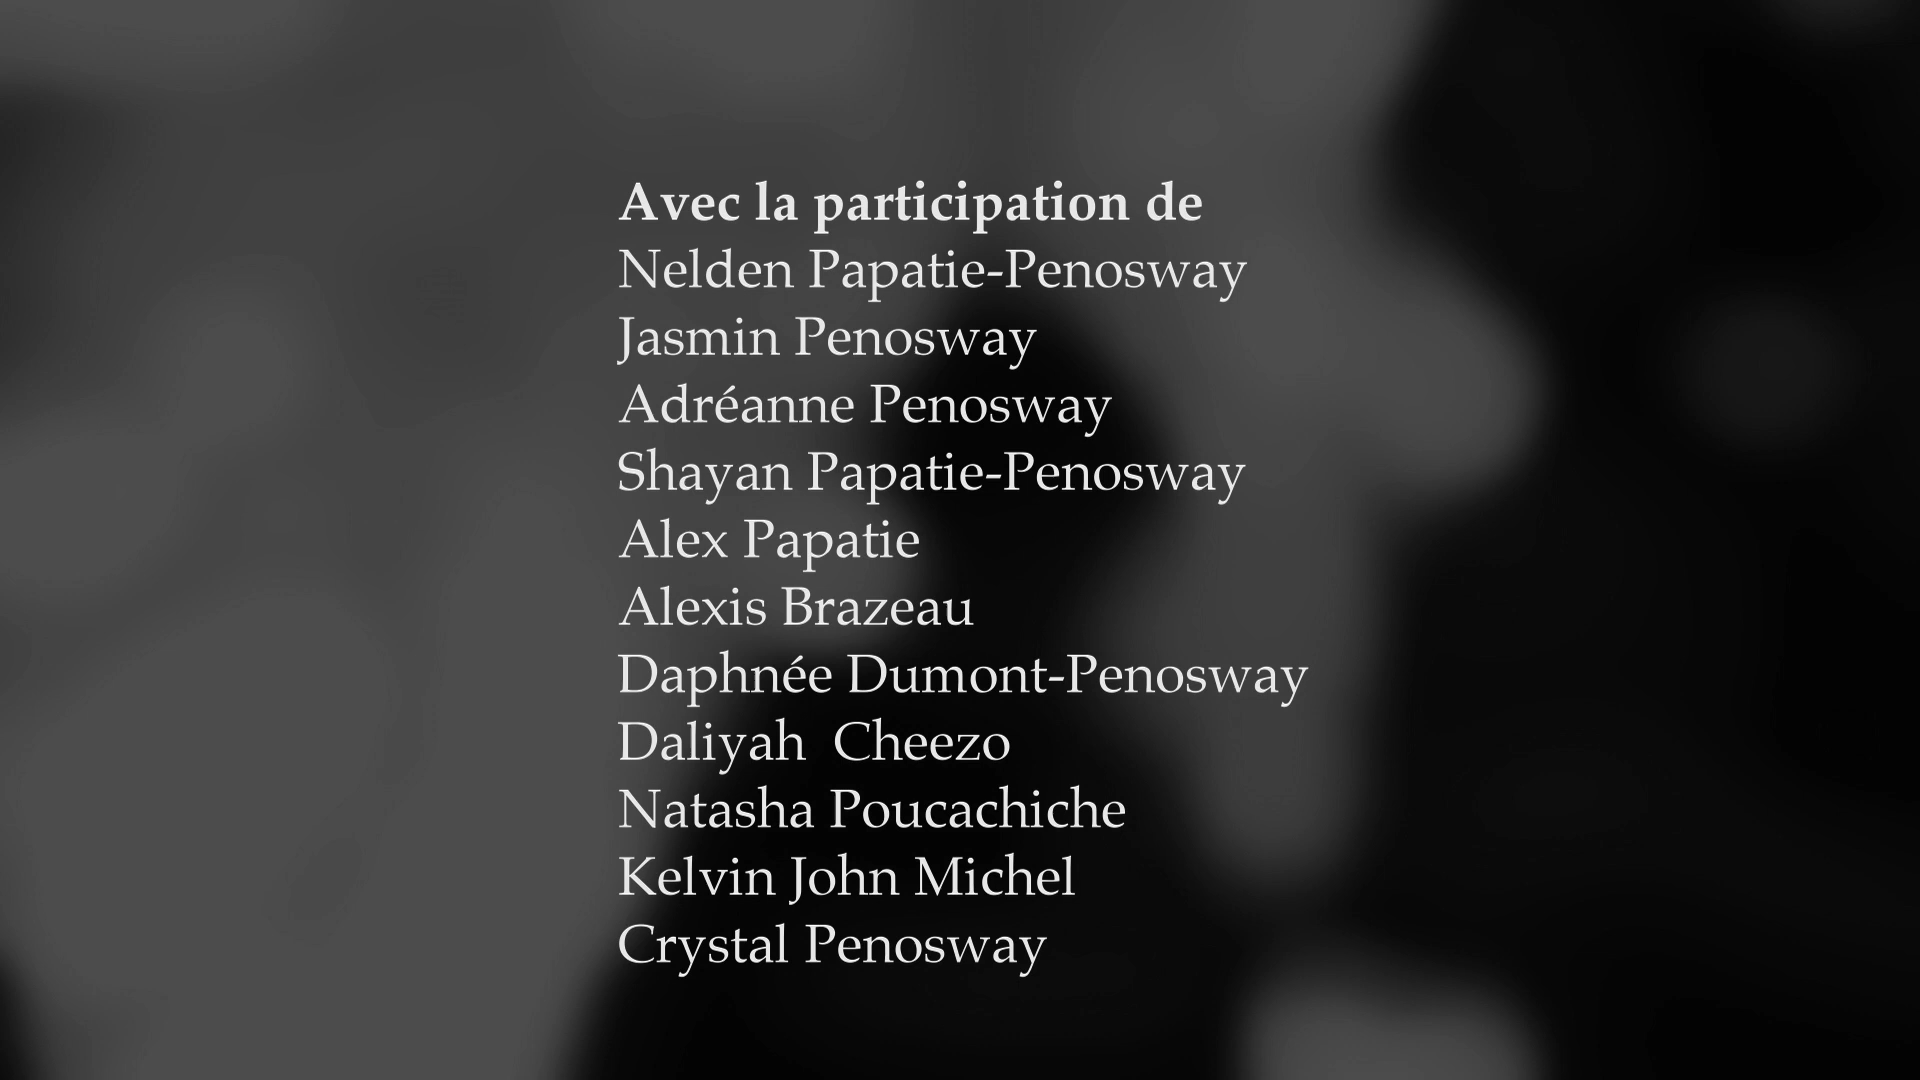 Avec la participation de
Nelden Papatie-Penosway
Jasmin Penosway
Adréanne Penosway
Shayan Papatie-Penosway
Alex Papatie
Alexis Brazeau
Daphnée Dumont-Penosway
Daliyah  Cheezo
Natasha Poucachiche
Kelvin John Michel
Crystal Penosway